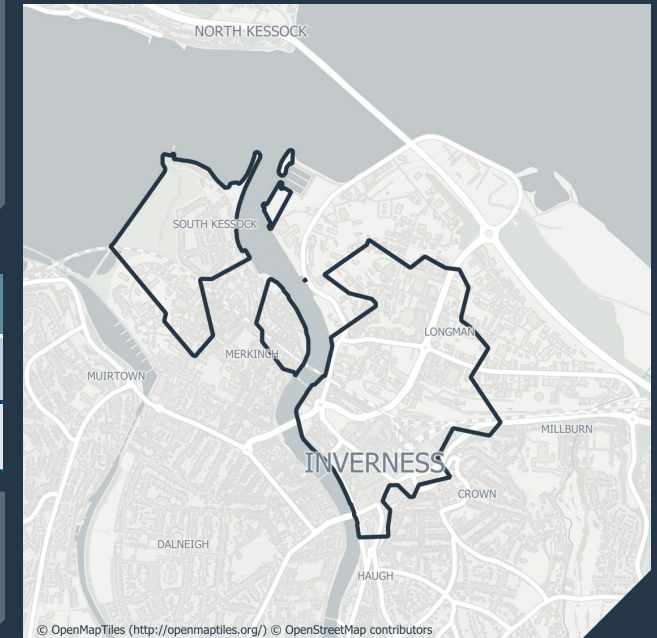 NORTH KESSOCK
SOUTH KESSOCK
LONGMAN
MERKINCH
MUIRTOWN
MILLBURN
INVERNESS
CROWN
DALNEIGH
HAUGH
© OpenMapTiles (http://openmaptiles.org/) © OpenStreetMap contributors